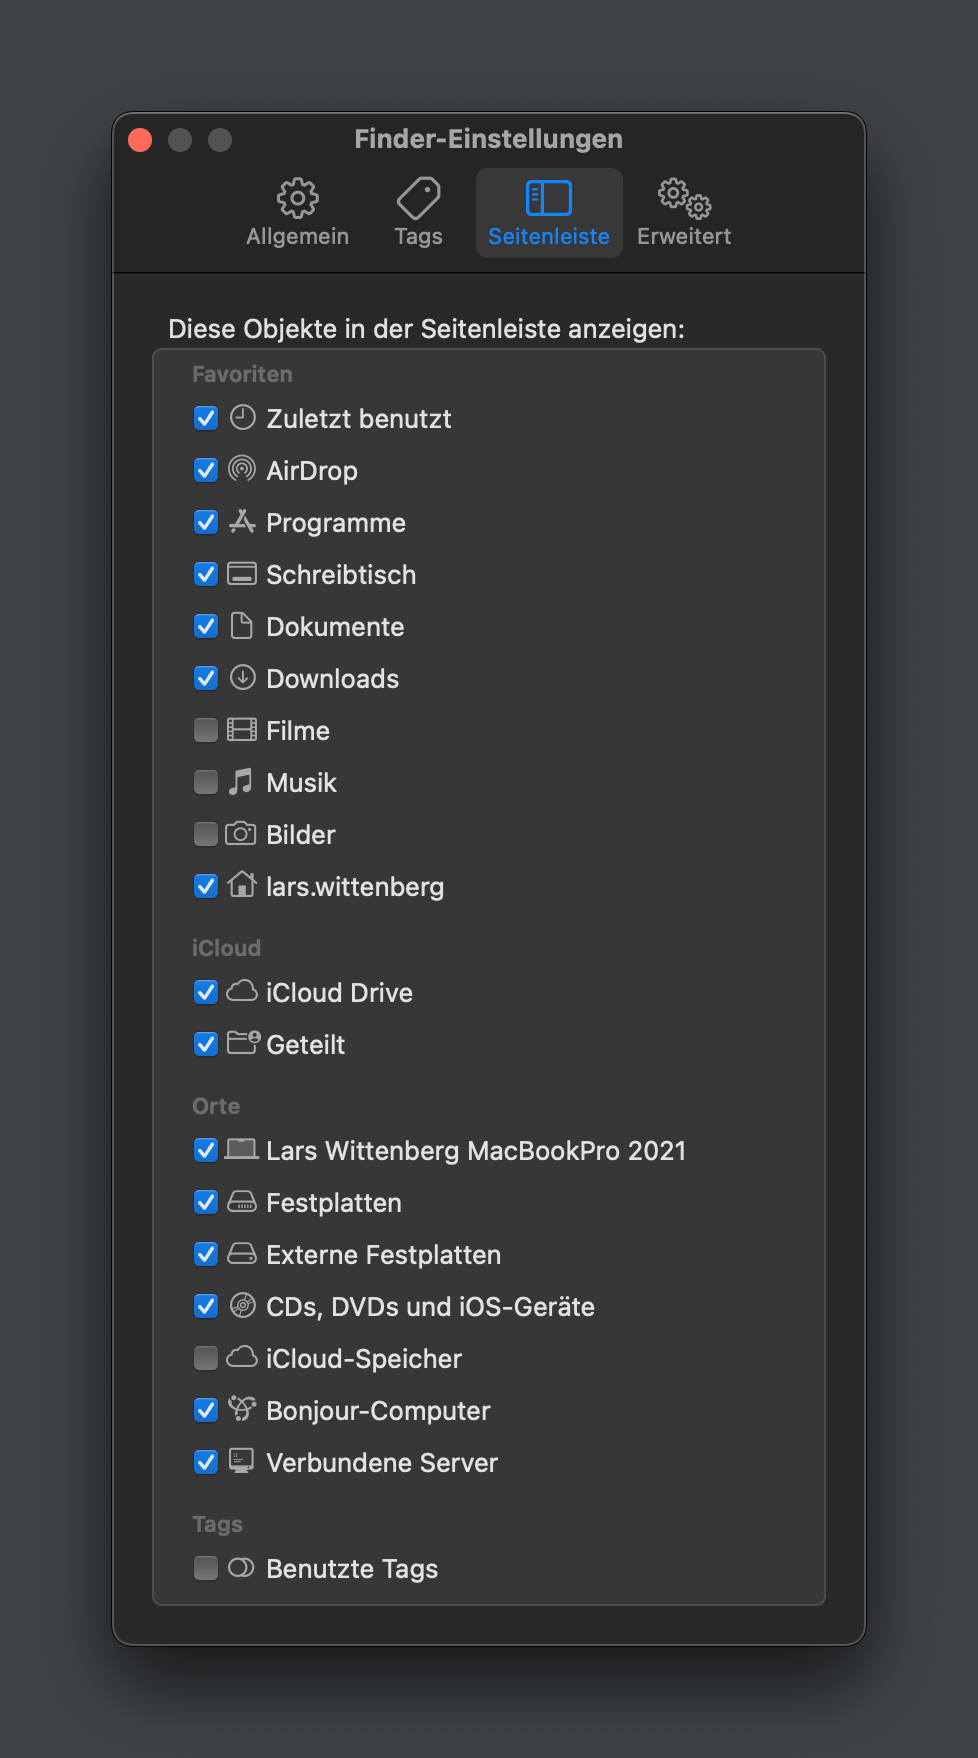 Finder-Einstellungen
Allgemein
Tags
Seitenleiste
Erweitert
Diese Objekte in der Seitenleiste anzeigen:
Favoriten
Zuletzt benutzt
AirDrop
Programme
Schreibtisch
Dokumente
Downloads
Filme
Musik
Bilder
lars.wittenberg
iCloud
iCloud Drive
Geteilt
Orte
Lars Wittenberg MacBookPro 2021
Festplatten
Externe Festplatten
CDs, DVDs und iOS-Geräte
iCloud-Speicher
Bonjour-Computer
Verbundene Server
Tags
Benutzte Tags